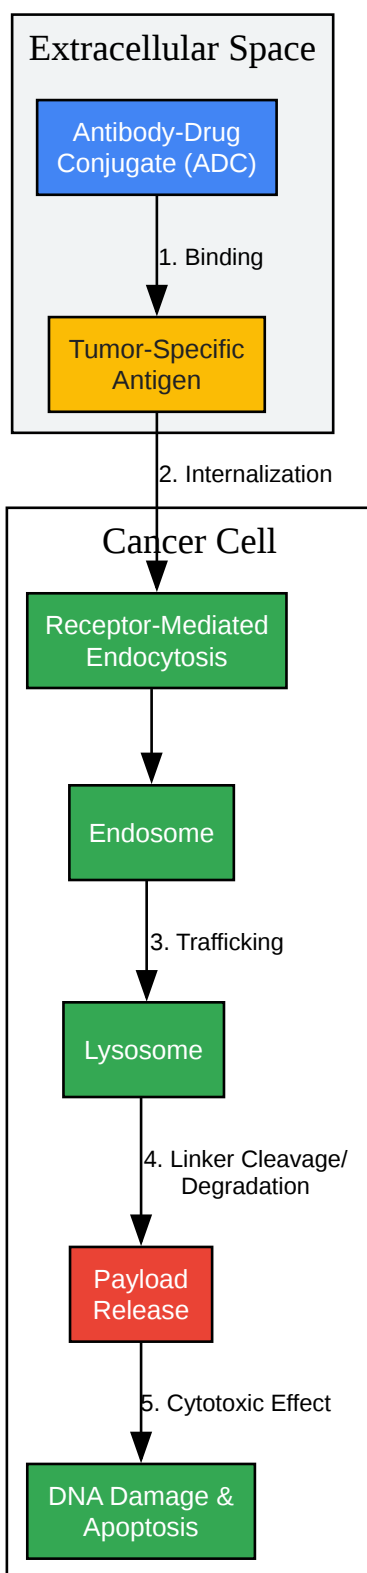 Extracellular Space
Antibody-Drug
Conjugate (ADC)
1. Binding
Tumor-Specific
Antigen
2. Internalization
Cancer Cell
Receptor-Mediated
Endocytosis
Endosome
3. Trafficking
Lysosome
4. Linker Cleavage/
Degradation
Payload
Release
5. Cytotoxic Effect
DNA Damage &
Apoptosis